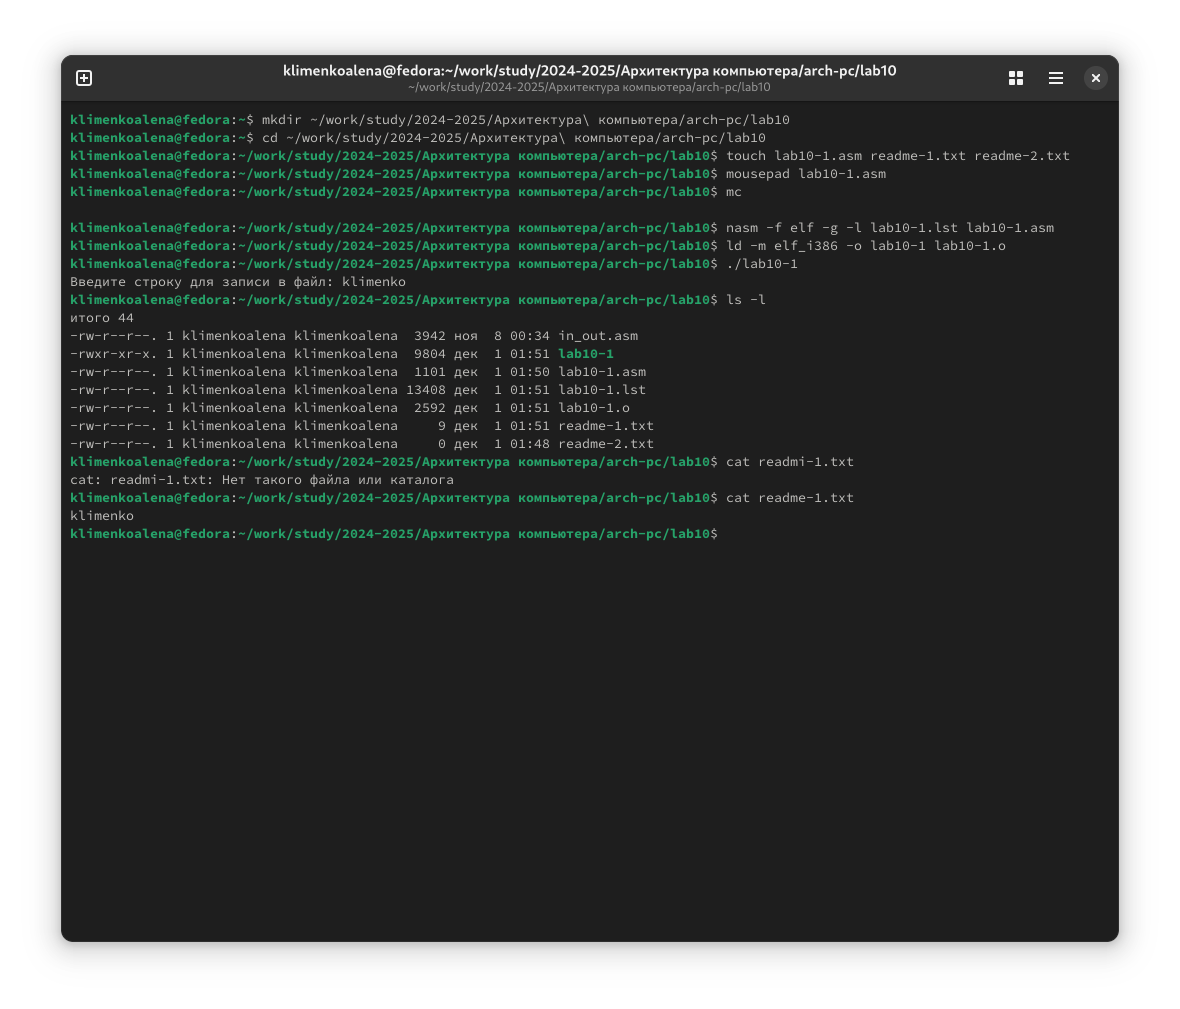 klimenkoalena@fedora:~/work/study/2024-2025/Архитектура компьютера/arch-pc/lab10
~/work/study/2024-2025/Архитектура компьютера/arch-pc/lab10
klimenkoalena@fedora:~$ mkdir ~/work/study/2024-2025/Архитектура\ компьютера/arch-pc/lab10
klimenkoalena@fedora:~$ cd ~/work/study/2024-2025/Архитектура\ компьютера/arch-pc/lab10
klimenkoalena@fedora:~/work/study/2024-2025/Архитектура компьютера/arch-pc/lab10$ touch lab10-1.asm readme-1.txt readme-2.txt
klimenkoalena@fedora:~/work/study/2024-2025/Архитектура компьютера/arch-pc/lab10$ mousepad lab10-1.asm
klimenkoalena@fedora:~/work/study/2024-2025/Архитектура компьютера/arch-pc/lab10$ mc
klimenkoalena@fedora:~/work/study/2024-2025/Архитектура компьютера/arch-pc/lab10$ nasm -f elf -g -l lab10-1.lst lab10-1.asm
klimenkoalena@fedora:~/work/study/2024-2025/Архитектура компьютера/arch-pc/lab10$ ld -m elf_i386 -o lab10-1 lab10-1.o
klimenkoalena@fedora:~/work/study/2024-2025/Архитектура компьютера/arch-pc/lab10$ ./lab10-1
Введите строку для записи в файл: klimenko
klimenkoalena@fedora:~/work/study/2024-2025/Архитектура компьютера/arch-pc/lab10$ ls -l
итого 44
-rw-r--r--. 1 klimenkoalena klimenkoalena  3942 ноя  8 00:34 in_out.asm
-rwxr-xr-x. 1 klimenkoalena klimenkoalena  9804 дек  1 01:51 lab10-1
-rw-r--r--. 1 klimenkoalena klimenkoalena  1101 дек  1 01:50 lab10-1.asm
-rw-r--r--. 1 klimenkoalena klimenkoalena 13408 дек  1 01:51 lab10-1.lst
-rw-r--r--. 1 klimenkoalena klimenkoalena  2592 дек  1 01:51 lab10-1.o
-rw-r--r--. 1 klimenkoalena klimenkoalena     9 дек  1 01:51 readme-1.txt
-rw-r--r--. 1 klimenkoalena klimenkoalena     0 дек  1 01:48 readme-2.txt
klimenkoalena@fedora:~/work/study/2024-2025/Архитектура компьютера/arch-pc/lab10$ cat readmi-1.txt
cat: readmi-1.txt: Нет такого файла или каталога
klimenkoalena@fedora:~/work/study/2024-2025/Архитектура компьютера/arch-pc/lab10$ cat readme-1.txt
klimenko
klimenkoalena@fedora:~/work/study/2024-2025/Архитектура компьютера/arch-pc/lab10$